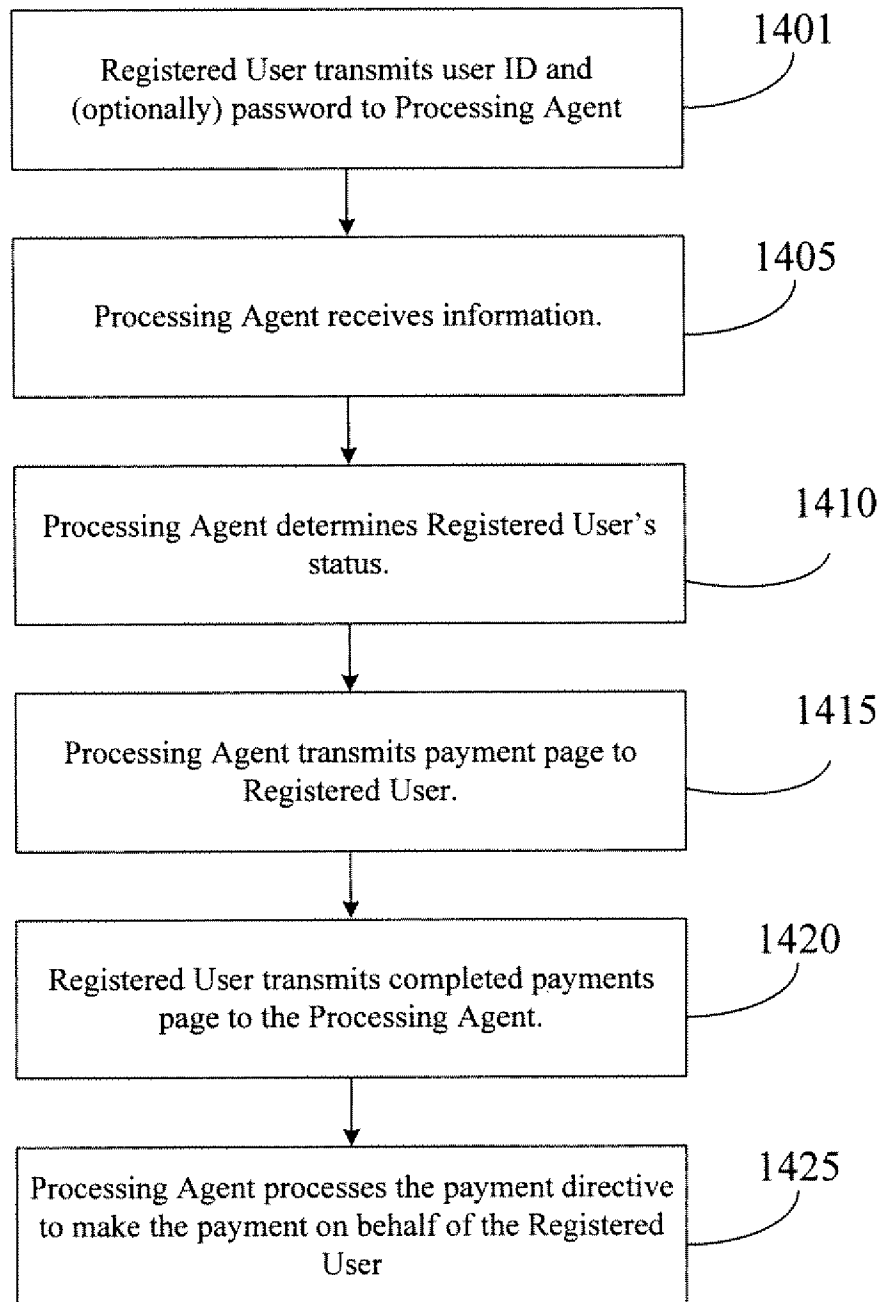 1401
Registered User transmits user ID and
(optionally) password to Processing Agent
1405
Processing Agent receives information.
1410
Processing Agent determines Registered User’s
status.
1415
Processing Agent transmits payment page to
Registered User.
1420
Registered User transmits completed payments
page to the Processing Agent.
1425
Processing Agent processes the payment directive
to make the payment on behalf of the Registered
User